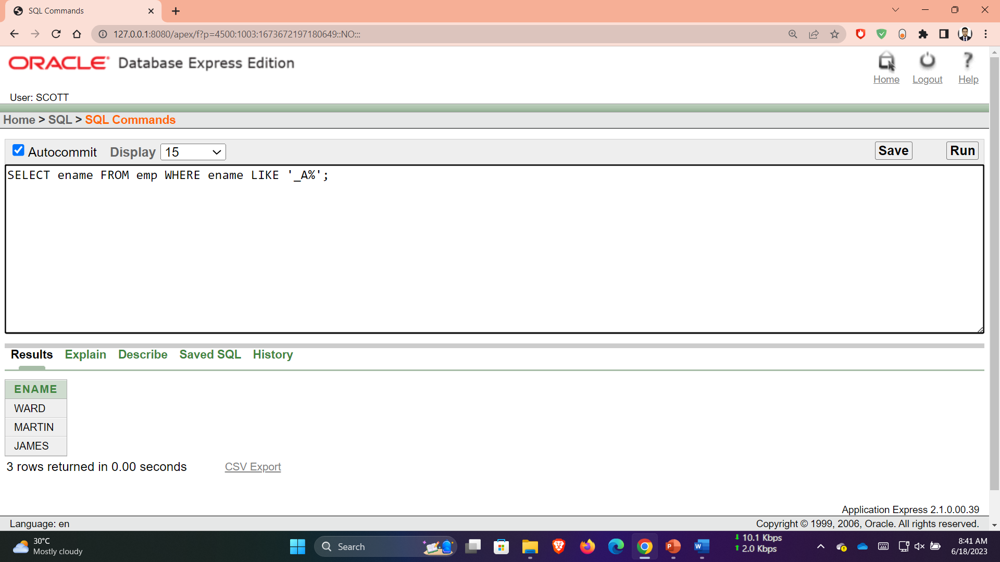 SQL Commands
127.0.0.1:8080/apex/f?p=4500:1003:1673672197180649::NO:::
ORACLE Database Express Edition
Home Logout Help
User: SCOTT
Home > SQL > SQL Commands
Autocommit Display 15 Save Run
SELECT ename FROM emp WHERE ename LIKE '_A%';
Results Explain Describe Saved SQL History
ENAME
WARD
MARTIN
JAMES
3 rows returned in 0.00 seconds CSV Export
Application Express 2.1.0.00.39
Language: en Copyright © 1999, 2006, Oracle. All rights reserved.
30°C
Mostly cloudy
Search
10.1 Kbps
2.0 Kbps
8:41 AM
6/18/2023